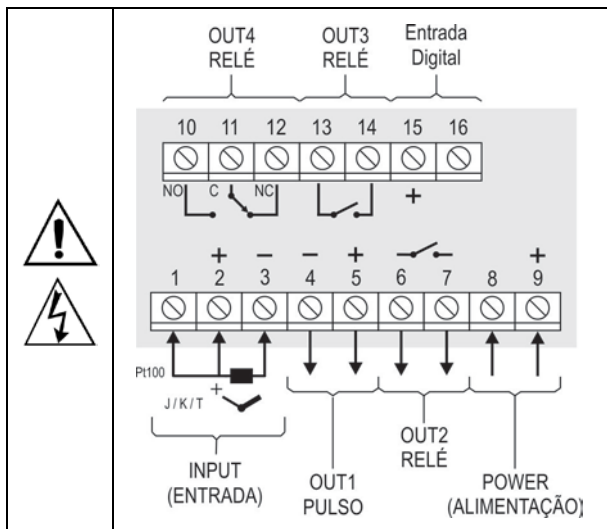 OUT4 OUT3 Entrada
RELÉ RELÉ Digital
10 11 12 13 14 15 16
NO C NC +
+ − − + +
1 2 3 4 5 6 7 8 9
Pt100
+
J / K / T
INPUT
(ENTRADA)
OUT1
PULSO
OUT2
RELÉ
POWER
(ALIMENTAÇÃO)